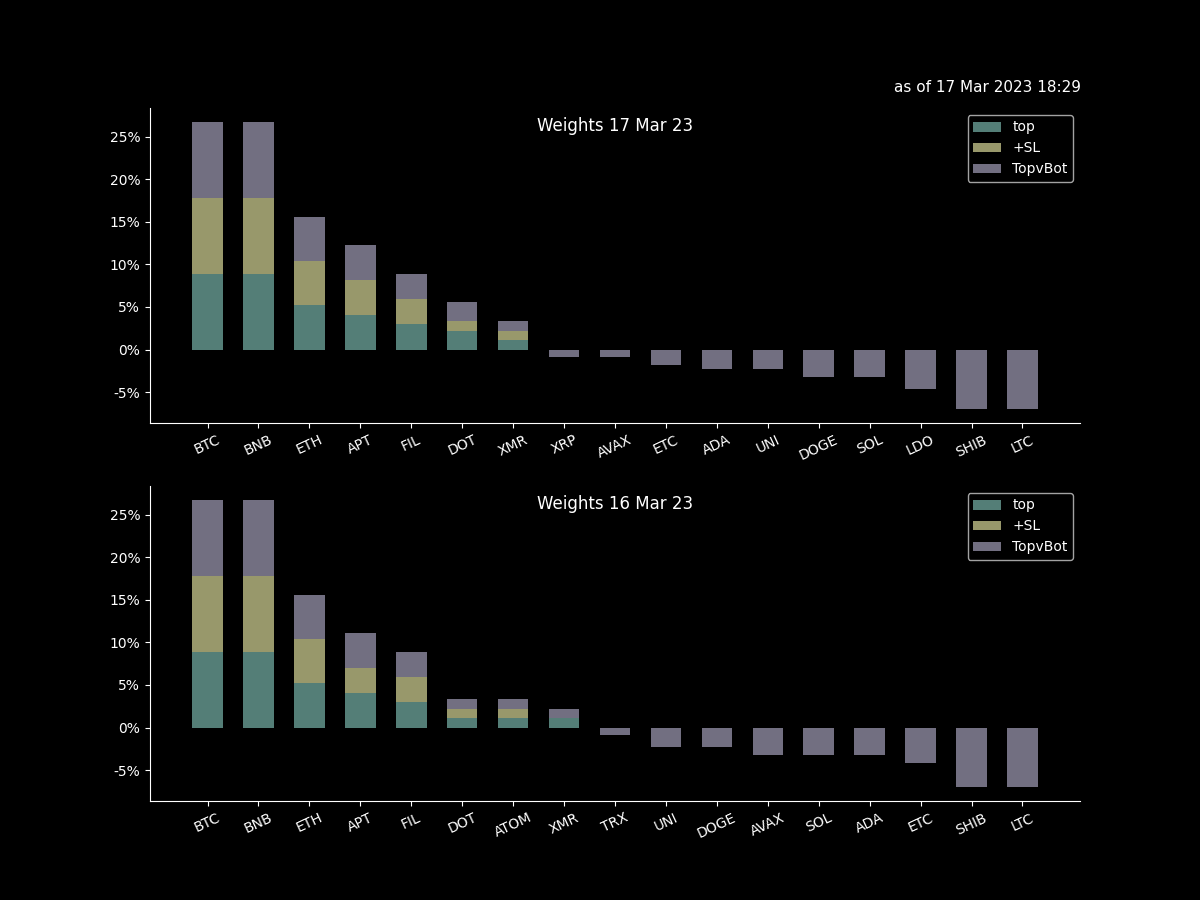 as of 17 Mar 2023 18:29
Weights 17 Mar 23
top
+SL
TopvBot
25%
20%
15%
10%
5%
0%
-5%
BTC BNB ETH APT FIL DOT XMR XRP AVAX ETC ADA UNI DOGE SOL LDO SHIB LTC
Weights 16 Mar 23
top
+SL
TopvBot
25%
20%
15%
10%
5%
0%
-5%
BTC BNB ETH APT FIL DOT ATOM XMR TRX UNI DOGE AVAX SOL ADA ETC SHIB LTC